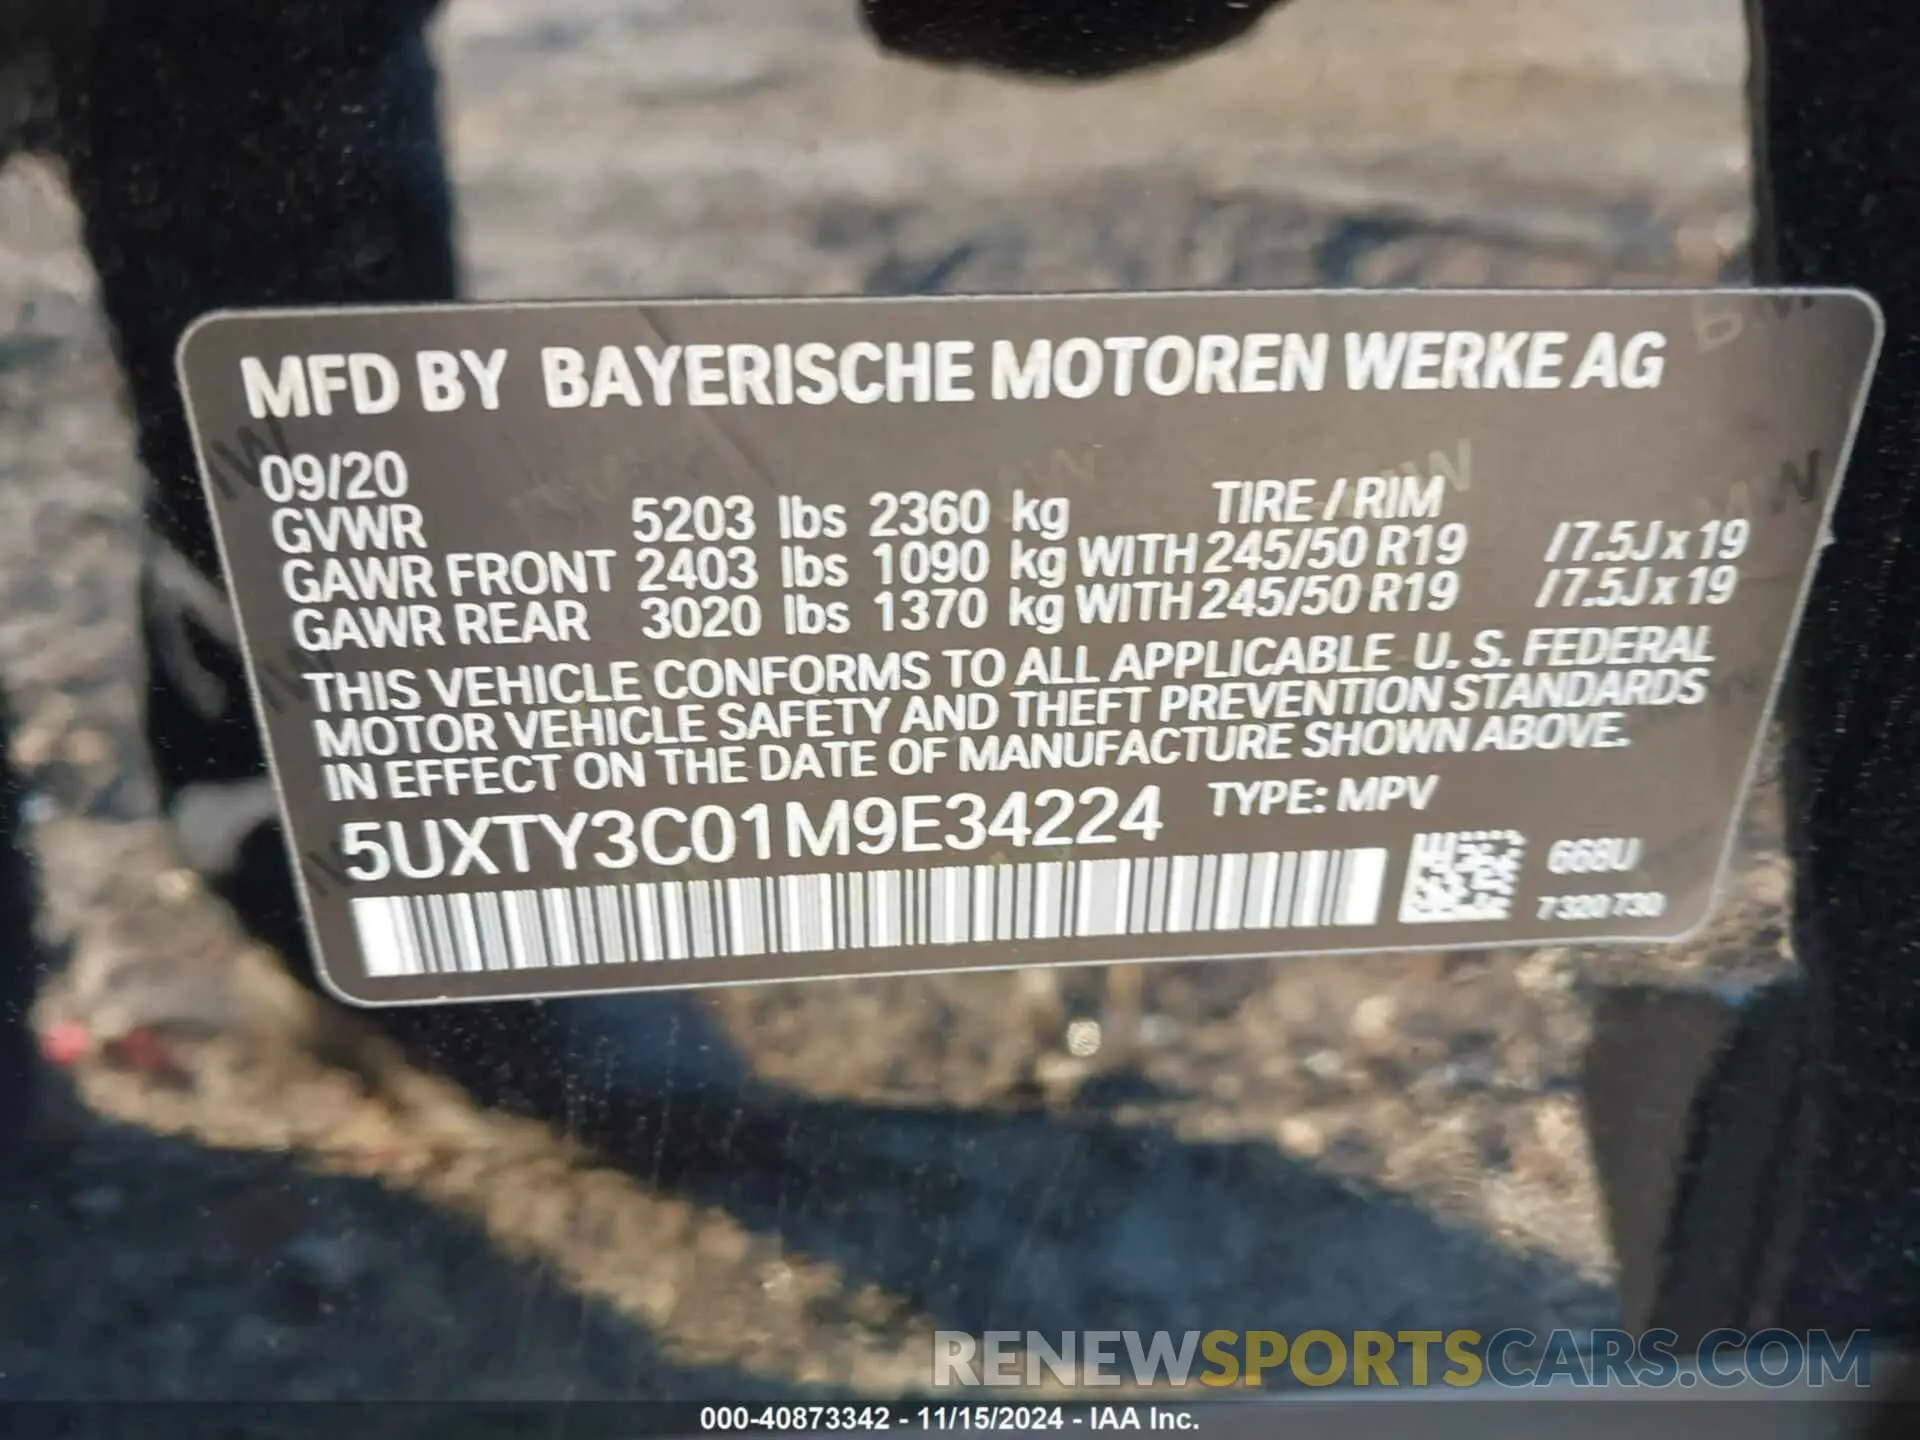 MFD BY BAYERISCHE MOTOREN WERKE AG
09/20 TIRE / RIM
GVWR 5203 lbs 2360 kg
GAWR FRONT 2403 lbs 1090 kg WITH 245/50 R19 /7.5J x 19
GAWR REAR 3020 lbs 1370 kg WITH 245/50 R19 /7.5J x 19
THIS VEHICLE CONFORMS TO ALL APPLICABLE U. S. FEDERAL
MOTOR VEHICLE SAFETY AND THEFT PREVENTION STANDARDS
IN EFFECT ON THE DATE OF MANUFACTURE SHOWN ABOVE.
5UXTY3C01M9E34224 TYPE: MPV
668U
7 320 730
RENEWSPORTSCARS.COM
000-40873342 - 11/15/2024 - IAA Inc.